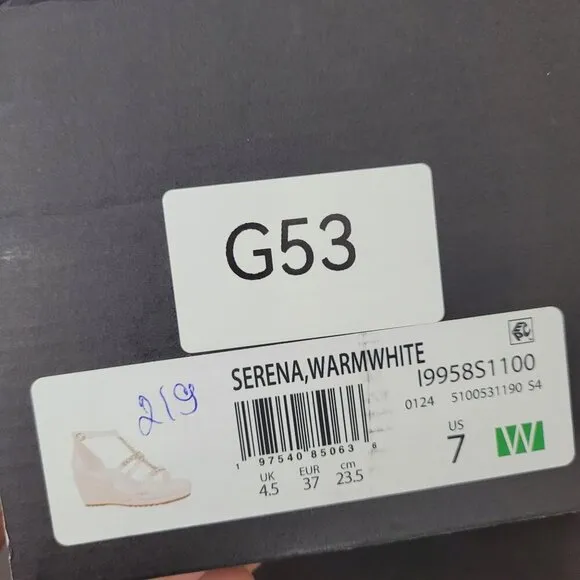 G53
219
SERENA,WARMWHITE
I9958S1100
0124 5100531190 S4
1 97540 85063 6
UK 4.5
EUR 37
cm 23.5
US 7
W